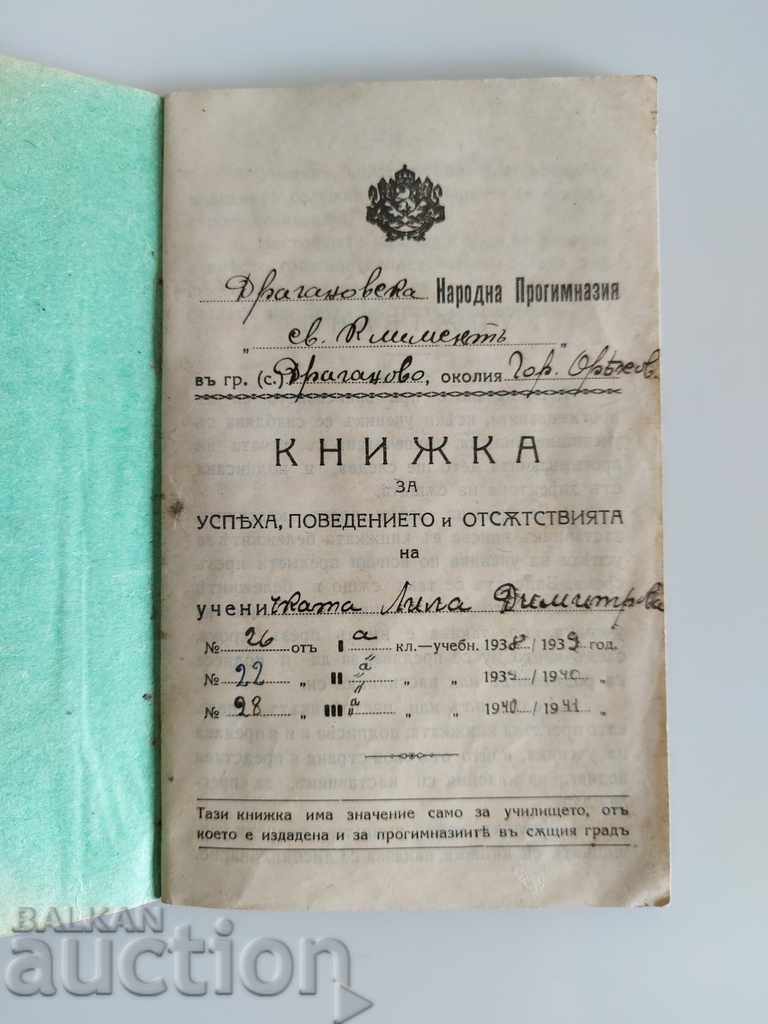 Драгановска Народна Прогимназия
„ св. Климентъ “
въ гр. (с.) Драганово, околия Гор. Орѣхов.
КНИЖКА
ЗА
УСПѢХА, ПОВЕДЕНИЕТО и ОТСѪТСТВИЯТА
на
ученичката Лила Димитрова
№ 26 отъ I а кл.—учебн. 1938 / 1939 год.
№ 22 „ II а „ „ 1939 / 1940 „
№ 28 „ III а „ „ 1940 / 1941 „
Тази книжка има значение само за училището, отъ
което е издадена и за прогимназиитѣ въ сѫщия градъ
BALKAN
auction